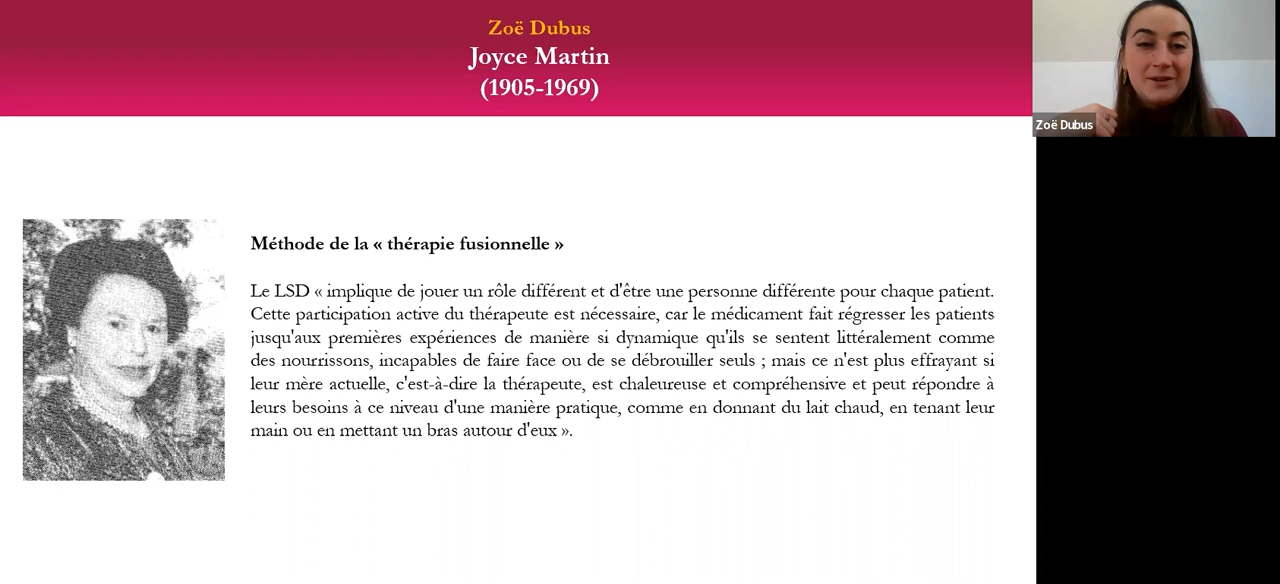 Zoë Dubus
Joyce Martin
(1905-1969)
Zoë Dubus
Méthode de la « thérapie fusionnelle »
Le LSD « implique de jouer un rôle différent et d'être une personne différente pour chaque patient.
Cette participation active du thérapeute est nécessaire, car le médicament fait régresser les patients
jusqu'aux premières expériences de manière si dynamique qu'ils se sentent littéralement comme
des nourrissons, incapables de faire face ou de se débrouiller seuls ; mais ce n'est plus effrayant si
leur mère actuelle, c'est-à-dire la thérapeute, est chaleureuse et compréhensive et peut répondre à
leurs besoins à ce niveau d'une manière pratique, comme en donnant du lait chaud, en tenant leur
main ou en mettant un bras autour d'eux ».